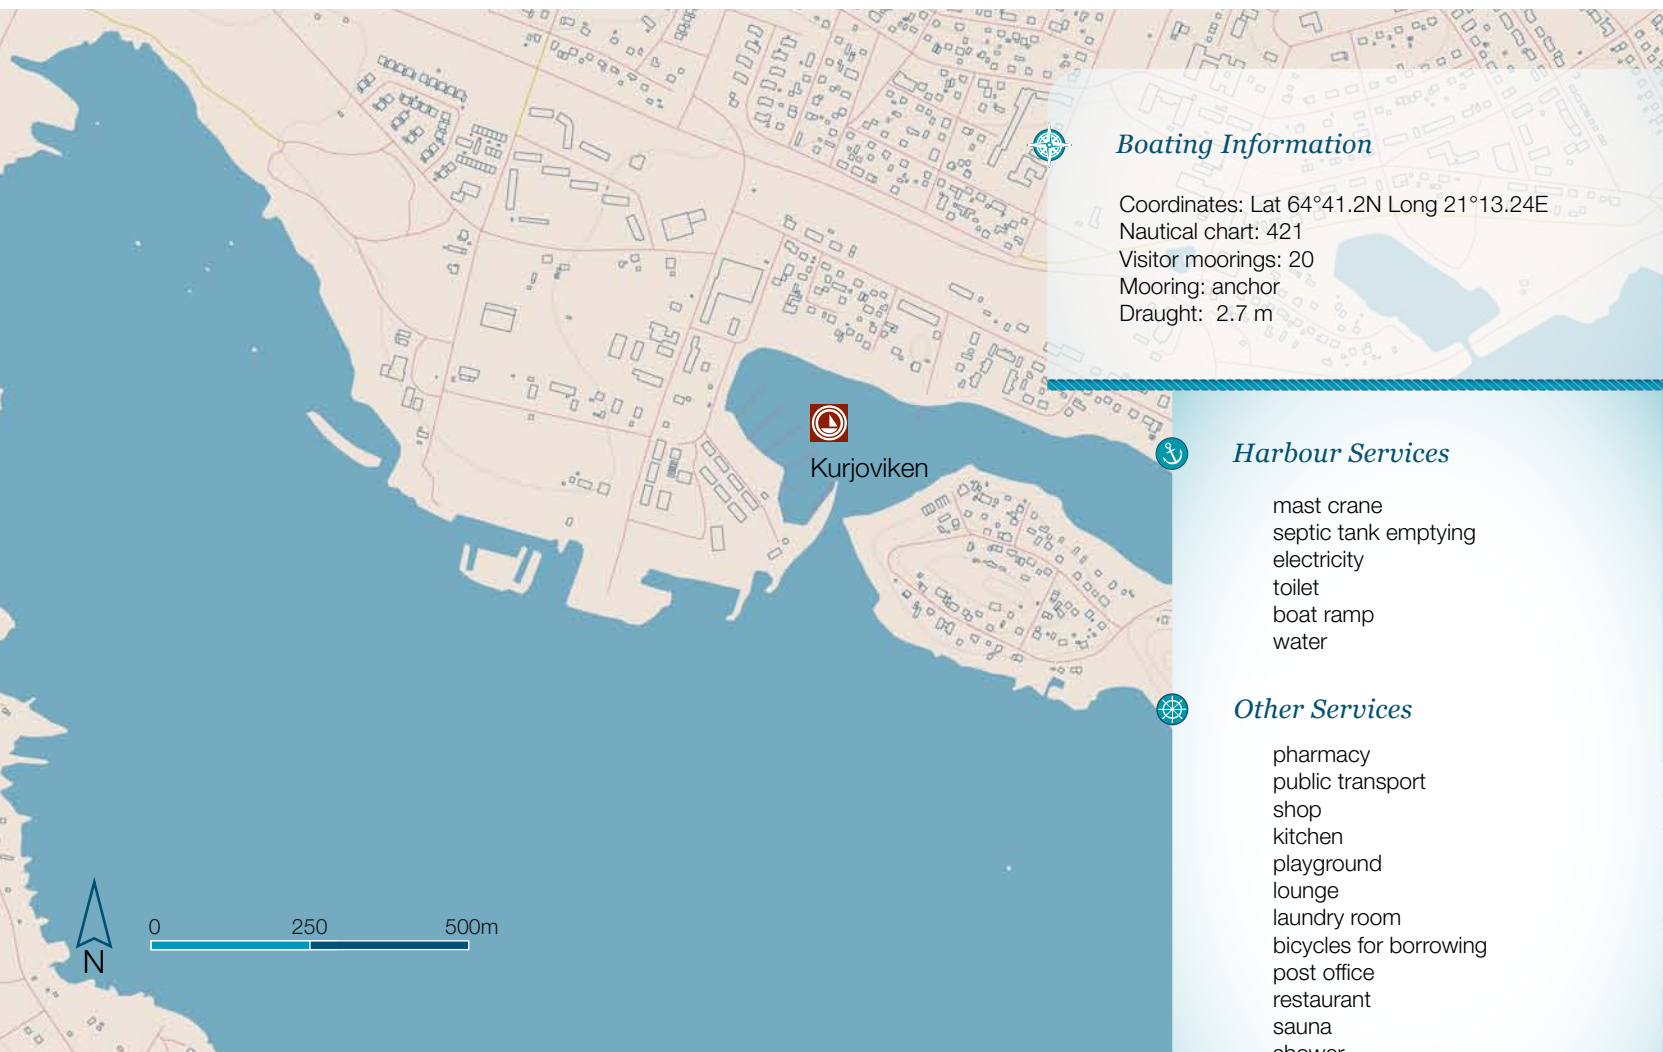 Boating Information
Coordinates: Lat 64°41.2N Long 21°13.24E
Nautical chart: 421
Visitor moorings: 20
Mooring: anchor
Draught: 2.7 m
Kurjoviken
Harbour Services
mast crane
septic tank emptying
electricity
toilet
boat ramp
water
Other Services
pharmacy
public transport
shop
kitchen
playground
lounge
laundry room
bicycles for borrowing
post office
restaurant
sauna
shower
0 250 500m
N